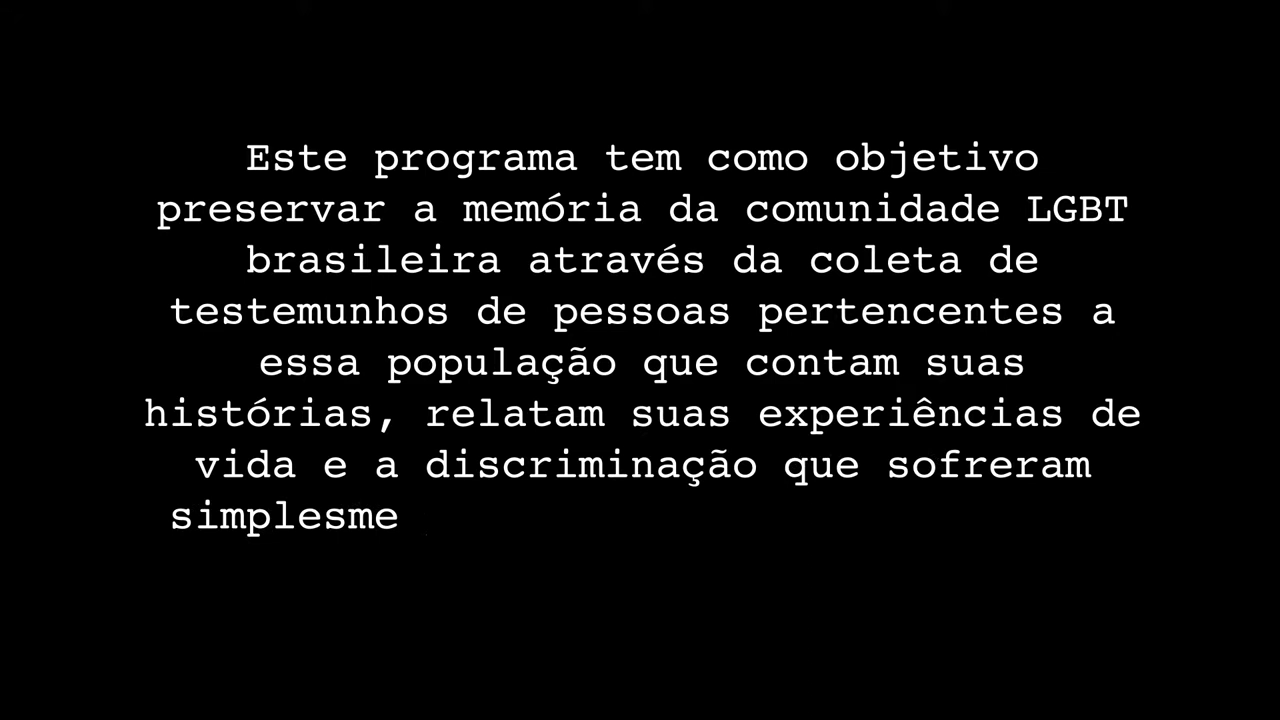 Este programa tem como objetivo
preservar a memória da comunidade LGBT
brasileira através da coleta de
testemunhos de pessoas pertencentes a
essa população que contam suas
histórias, relatam suas experiências de
vida e a discriminação que sofreram
simplesme